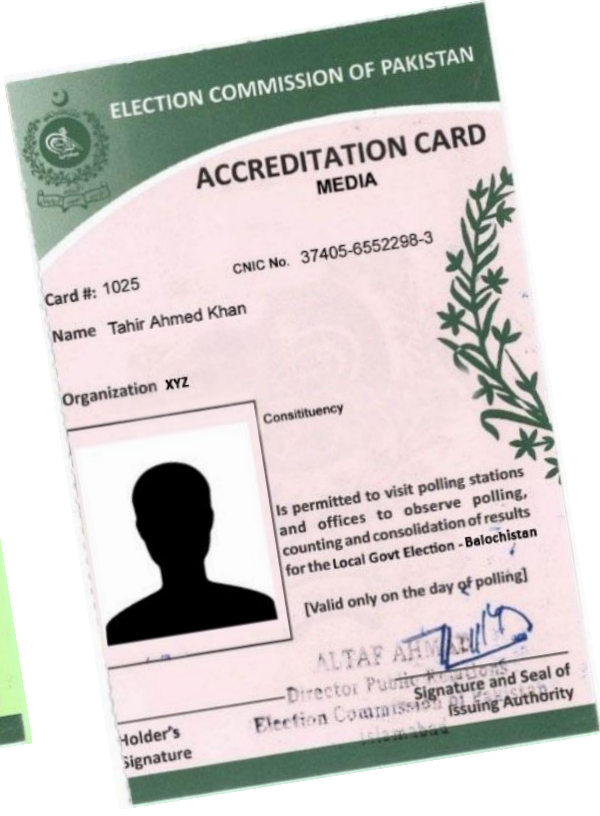 ELECTION COMMISSION OF PAKISTAN
ACCREDITATION CARD
MEDIA
CNIC No. 37405-6552298-3
Card #: 1025
Name Tahir Ahmed Khan
Organization XYZ
Consitituency
Is permitted to visit polling stations
and offices to observe polling,
counting and consolidation of results
for the Local Govt Election - Balochistan
[Valid only on the day of polling]
ALTAF AHMAD
Director Public Relations
Election Commission of Pakistan
Islamabad
Signature and Seal of
Issuing Authority
Holder's
Signature